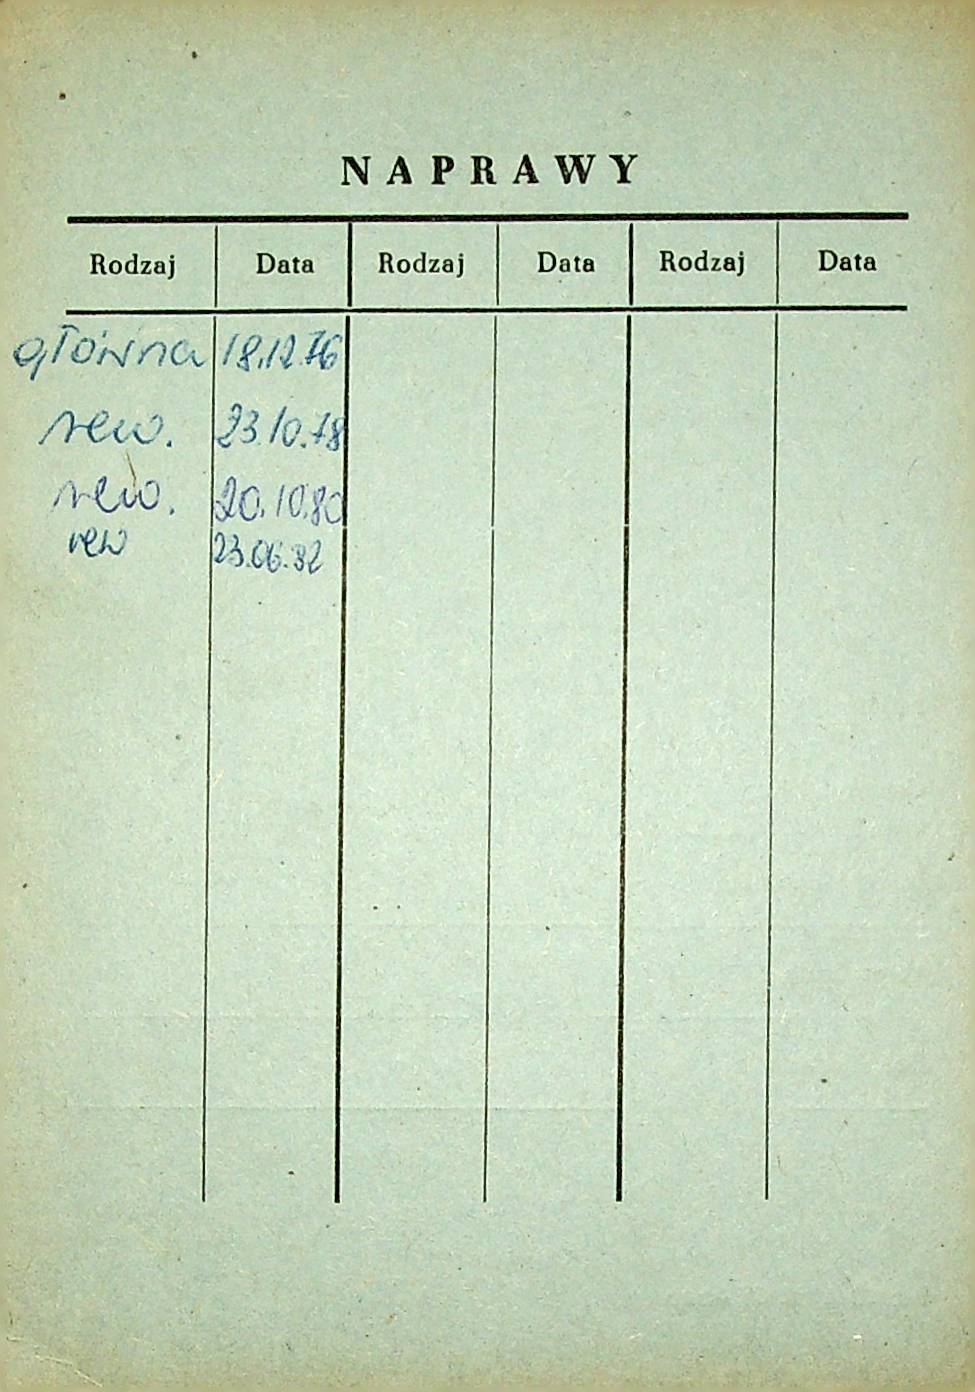 NAPRAWY
Rodzaj Data Rodzaj Data Rodzaj Data
główna 18.12.76
rew. 23.10.78
rew. 20.10.80
rew 23.06.82